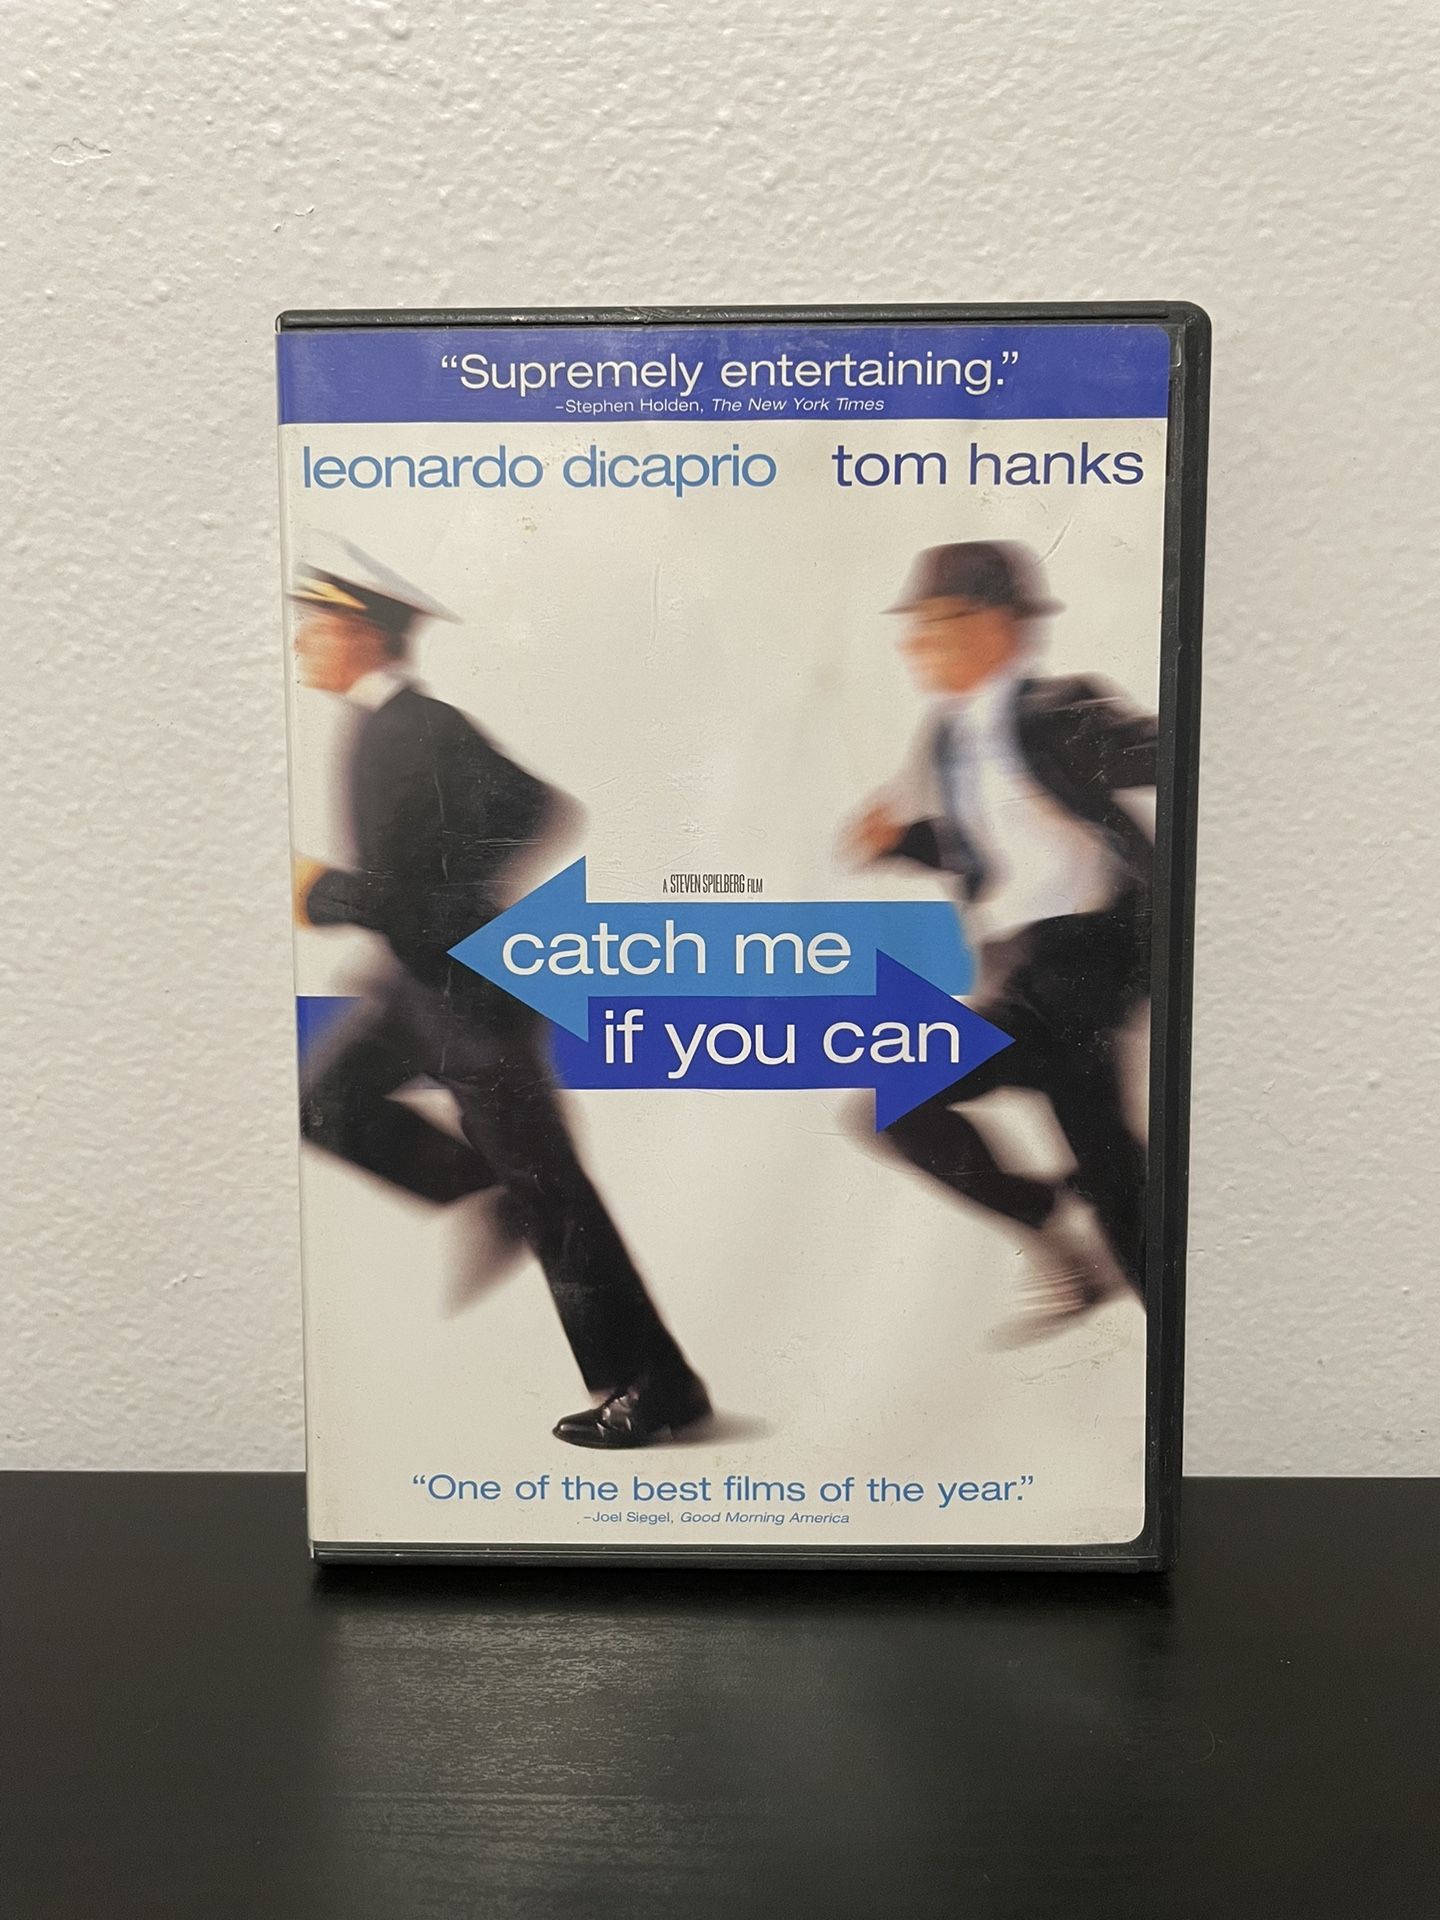 “Supremely entertaining.”
–Stephen Holden, The New York Times
leonardo dicaprio tom hanks
A STEVEN SPIELBERG FILM
catch me
if you can
“One of the best films of the year.”
–Joel Siegel, Good Morning America